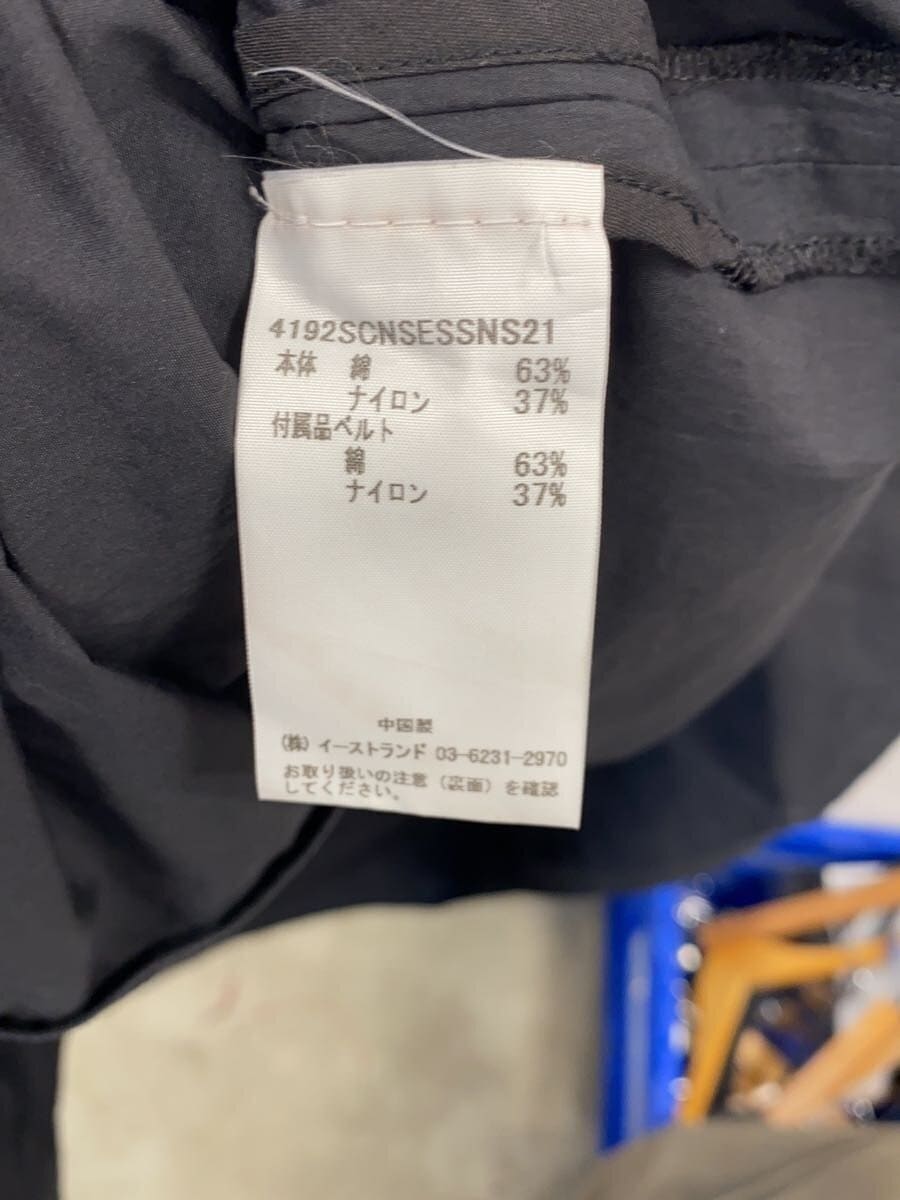 4192SCNSESSNS21
本体 綿 63%
ナイロン 37%
付属品ベルト
綿 63%
ナイロン 37%
中国製
(株) イーストランド 03-6231-2970
お取り扱いの注意 (裏面) を確認
してください。